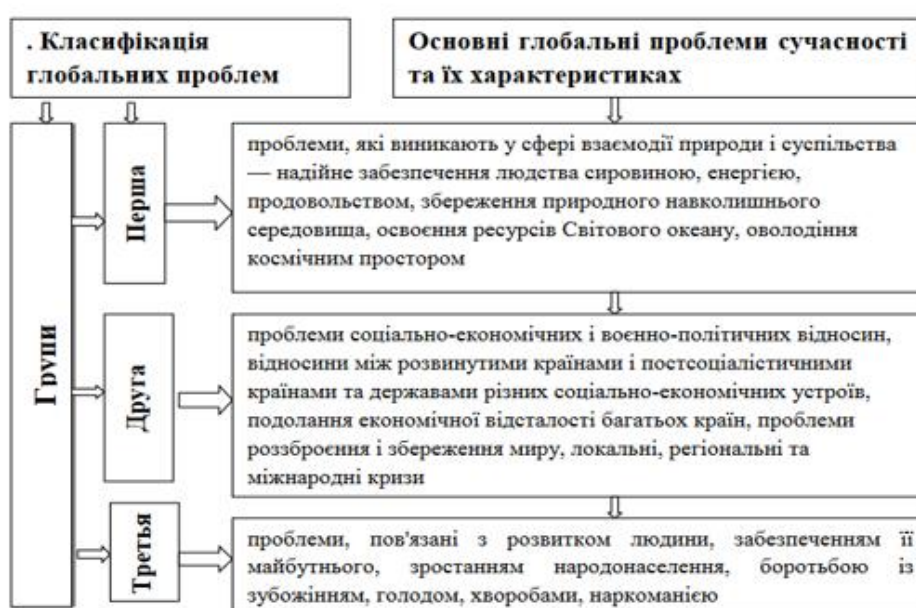 . Класифікація
глобальних проблем
Основні глобальні проблеми сучасності
та їх характеристиках
Групи
Перша
проблеми, які виникають у сфері взаємодії природи і суспільства
— надійне забезпечення людства сировиною, енергією,
продовольством, збереження природного навколишнього
середовища, освоєння ресурсів Світового океану, оволодіння
космічним простором
Друга
проблеми соціально-економічних і воєнно-політичних відносин,
відносини між розвинутими країнами і постсоціалістичними
країнами та державами різних соціально-економічних устроїв,
подолання економічної відсталості багатьох країн, проблеми
роззброєння і збереження миру, локальні, регіональні та
міжнародні кризи
Третья
проблеми, пов'язані з розвитком людини, забезпеченням її
майбутнього, зростанням народонаселення, боротьбою із
зубожінням, голодом, хворобами, наркоманією